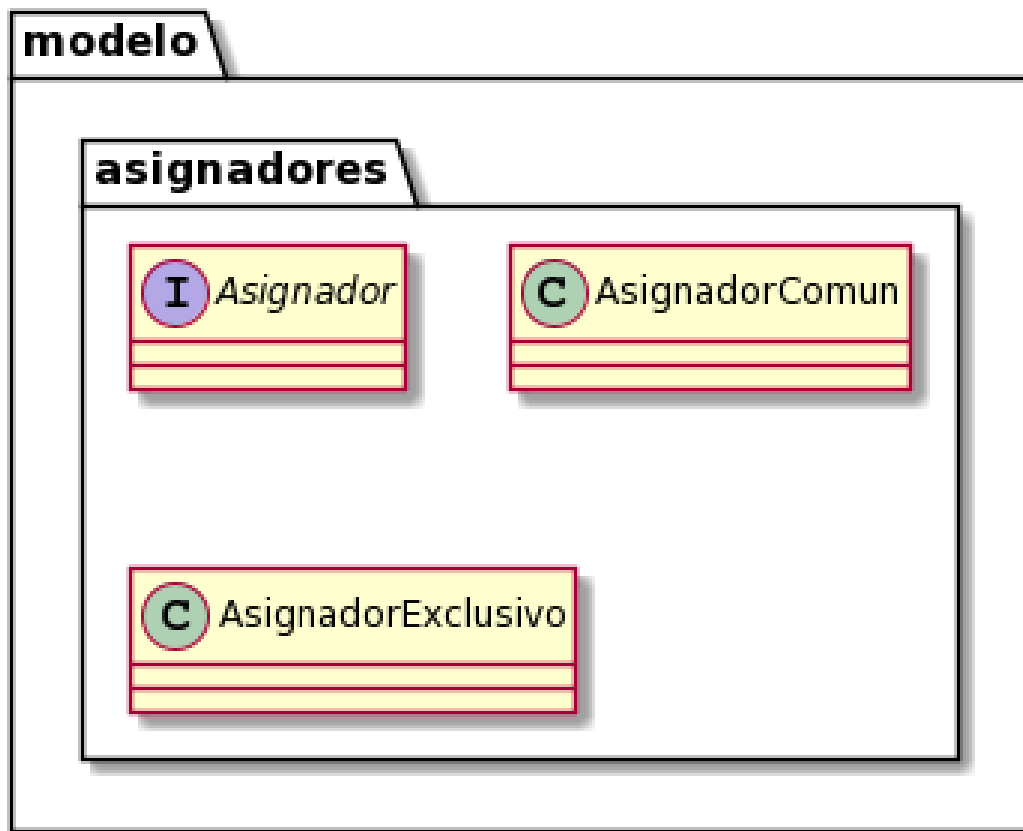 modelo
asignadores
I Asignador
C AsignadorComun
C AsignadorExclusivo